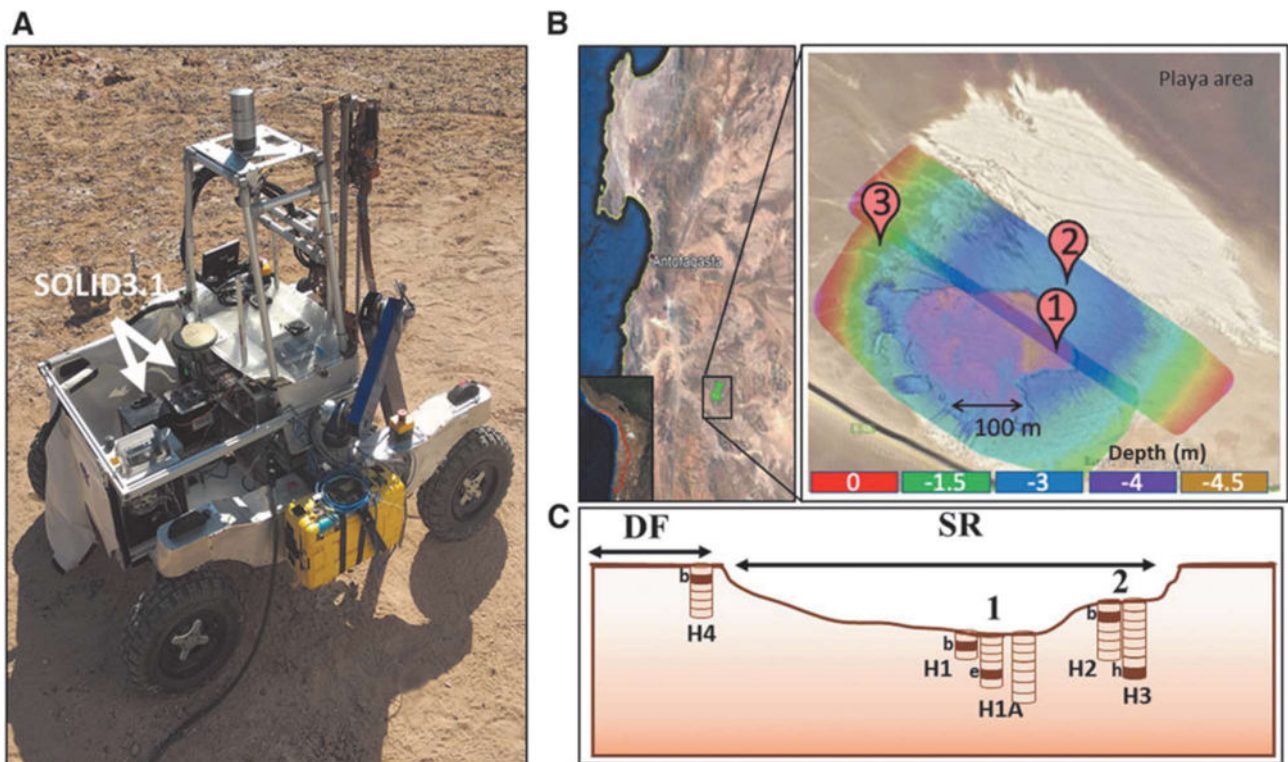 A
SOLID3.1
B
Antofagasta
Playa area
3
2
1
100 m
Depth (m)
0
-1.5
-3
-4
-4.5
C
DF
SR
b
H4
1
b
H1
e
H1A
2
b
H2
h
H3